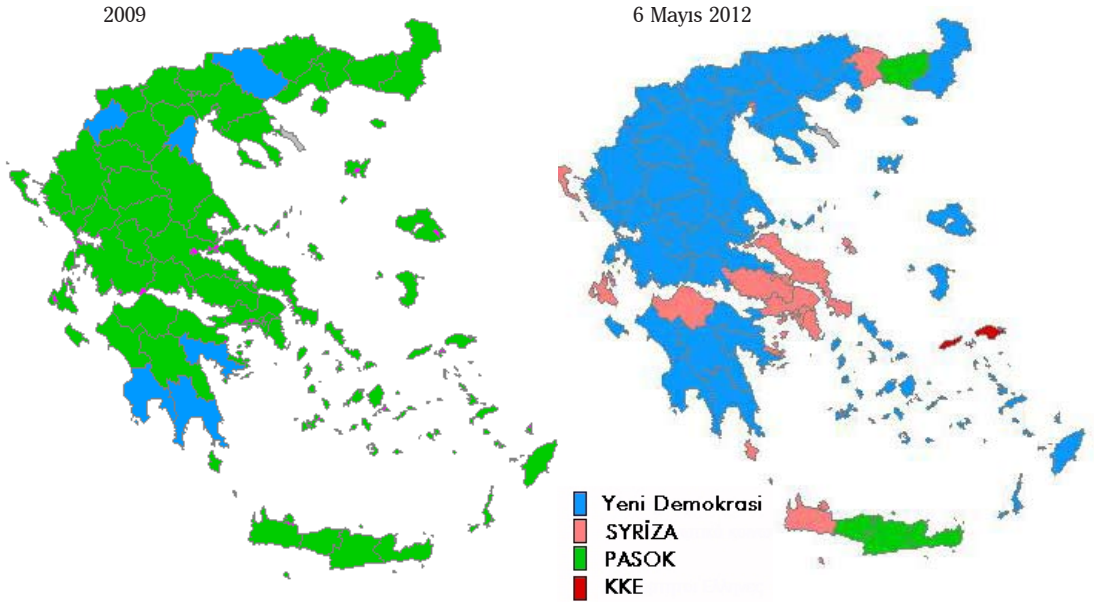 2009
6 Mayıs 2012
Yeni Demokrasi
SYRİZA
PASOK
KKE